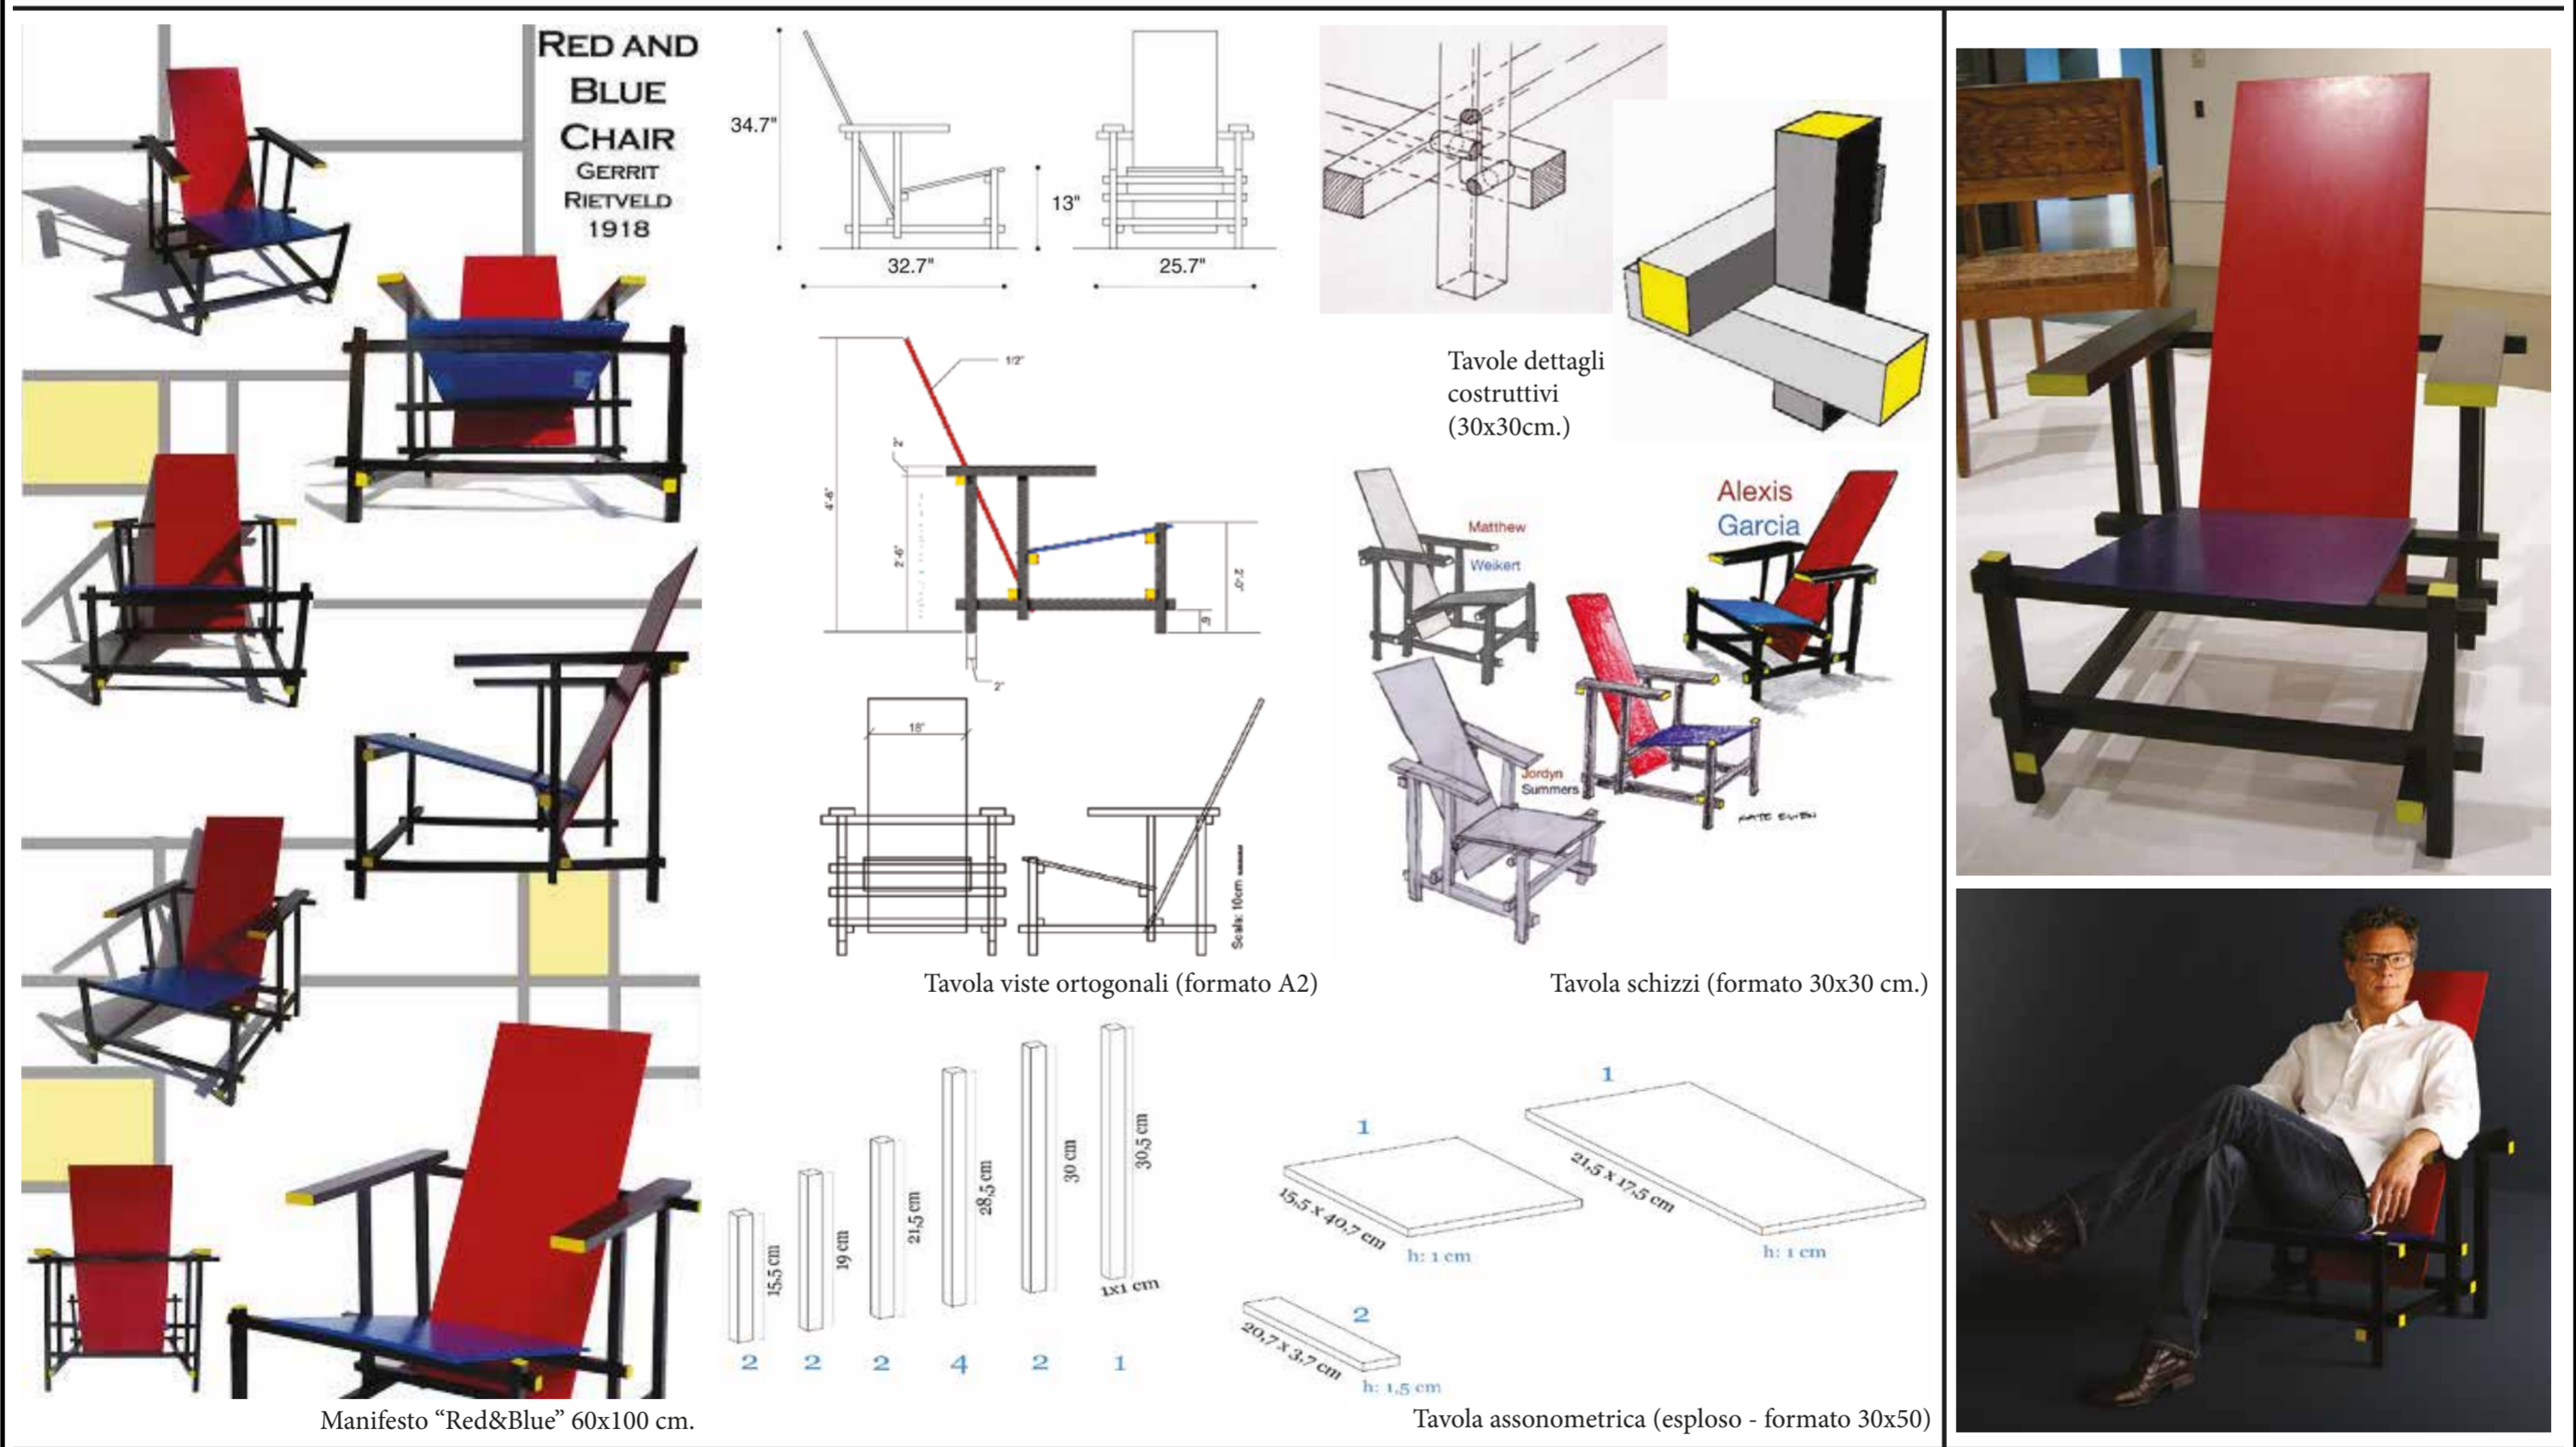 RED AND
BLUE
CHAIR
GERRIT
RIETVELD
1918
34.7"
13"
32.7"
25.7"
Tavole dettagli
costruttivi
(30x30cm.)
1/2"
2"
4'-6"
2'-6"
2'-0"
6"
2"
Matthew
Weikert
Alexis
Garcia
Jordyn
Summers
KATE
18"
Scala: 10cm
Tavola viste ortogonali (formato A2)
Tavola schizzi (formato 30x30 cm.)
15,5 cm
19 cm
21,5 cm
28,5 cm
30 cm
30,5 cm
1x1 cm
2 2 2 4 2 1
1
15,5 x 40,7 cm
h: 1 cm
1
21,5 x 17,5 cm
h: 1 cm
2
20,7 x 3,7 cm
h: 1,5 cm
Manifesto “Red&Blue” 60x100 cm.
Tavola assonometrica (esploso - formato 30x50)